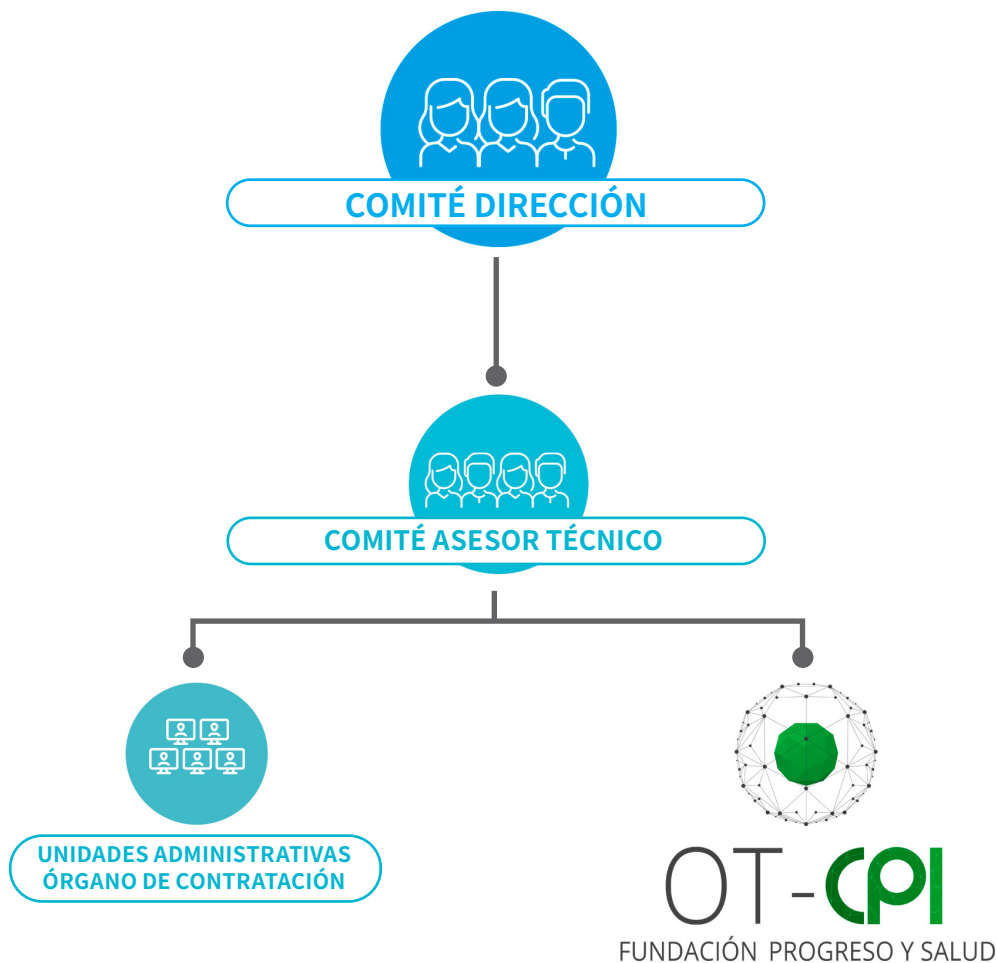 COMITÉ DIRECCIÓN
COMITÉ ASESOR TÉCNICO
UNIDADES ADMINISTRATIVAS
ÓRGANO DE CONTRATACIÓN
OT-CPI
FUNDACIÓN PROGRESO Y SALUD